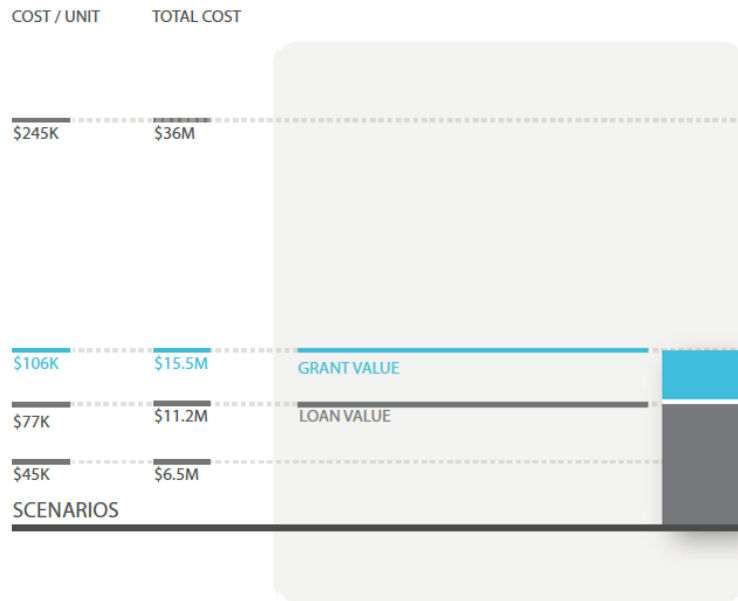 COST / UNIT TOTAL COST
$245K $36M
$106K $15.5M GRANT VALUE
$77K $11.2M LOAN VALUE
$45K $6.5M
SCENARIOS